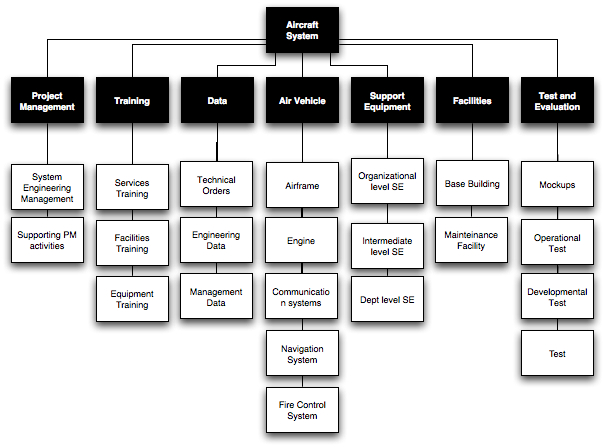 Aircraft
System
Project
Management
Training
Data
Air Vehicle
Support
Equipment
Facilities
Test and
Evaluation
System
Engineering
Management
Supporting PM
activities
Services
Training
Facilities
Training
Equipment
Training
Technical
Orders
Engineering
Data
Management
Data
Airframe
Engine
Communicatio
n systems
Navigation
System
Fire Control
System
Organizational
level SE
Intermediate
level SE
Dept level SE
Base Building
Mainteinance
Facility
Mockups
Operational
Test
Developmental
Test
Test